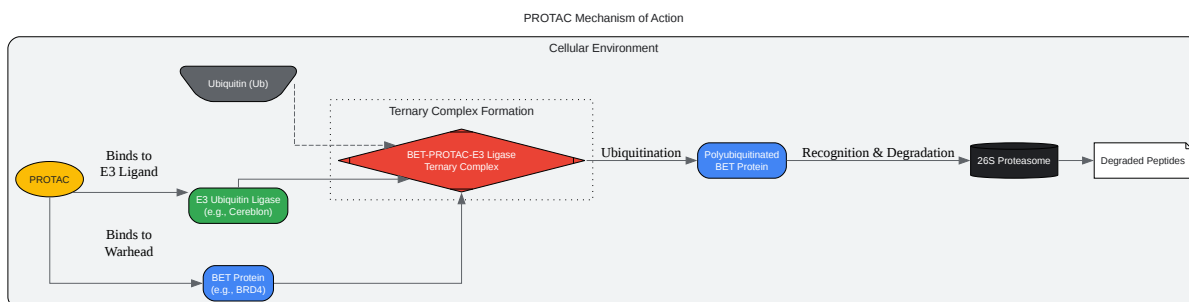 PROTAC Mechanism of Action
Cellular Environment
Ubiquitin (Ub)
Ternary Complex Formation
BET-PROTAC-E3 Ligase
Ternary Complex
Binds to
E3 Ligand
PROTAC
E3 Ubiquitin Ligase
(e.g., Cereblon)
Ubiquitination
Polyubiquitinated
BET Protein
Recognition & Degradation
26S Proteasome
Degraded Peptides
Binds to
Warhead
BET Protein
(e.g., BRD4)